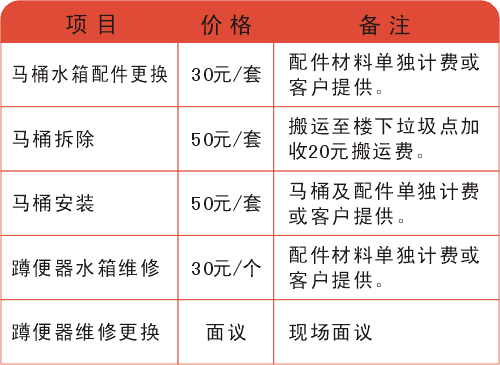 项目 价格 备注
马桶水箱配件更换 30元/套 配件材料单独计费或
客户提供。
马桶拆除 50元/套 搬运至楼下垃圾点加
收20元搬运费。
马桶安装 50元/套 马桶及配件单独计费
或客户提供。
蹲便器水箱维修 30元/个 配件材料单独计费或
客户提供。
蹲便器维修更换 面议 现场面议